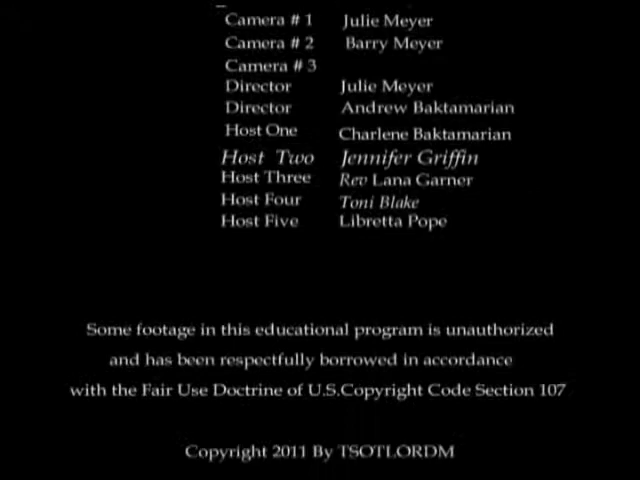 Camera # 1 Julie Meyer
Camera # 2 Barry Meyer
Camera # 3
Director Julie Meyer
Director Andrew Baktamarian
Host One Charlene Baktamarian
Host Two Jennifer Griffin
Host Three Rev Lana Garner
Host Four Toni Blake
Host Five Libretta Pope
Some footage in this educational program is unauthorized
and has been respectfully borrowed in accordance
with the Fair Use Doctrine of U.S.Copyright Code Section 107
Copyright 2011 By TSOTLORDM